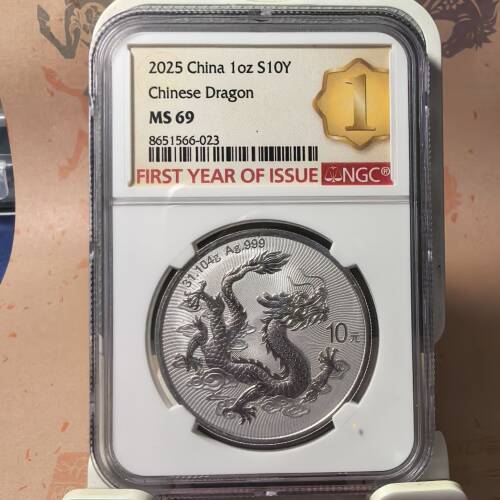 2025 China 1oz S10Y
Chinese Dragon
MS 69
8651566-023
1
FIRST YEAR OF ISSUE NGC®
31.104g Ag.999
10元